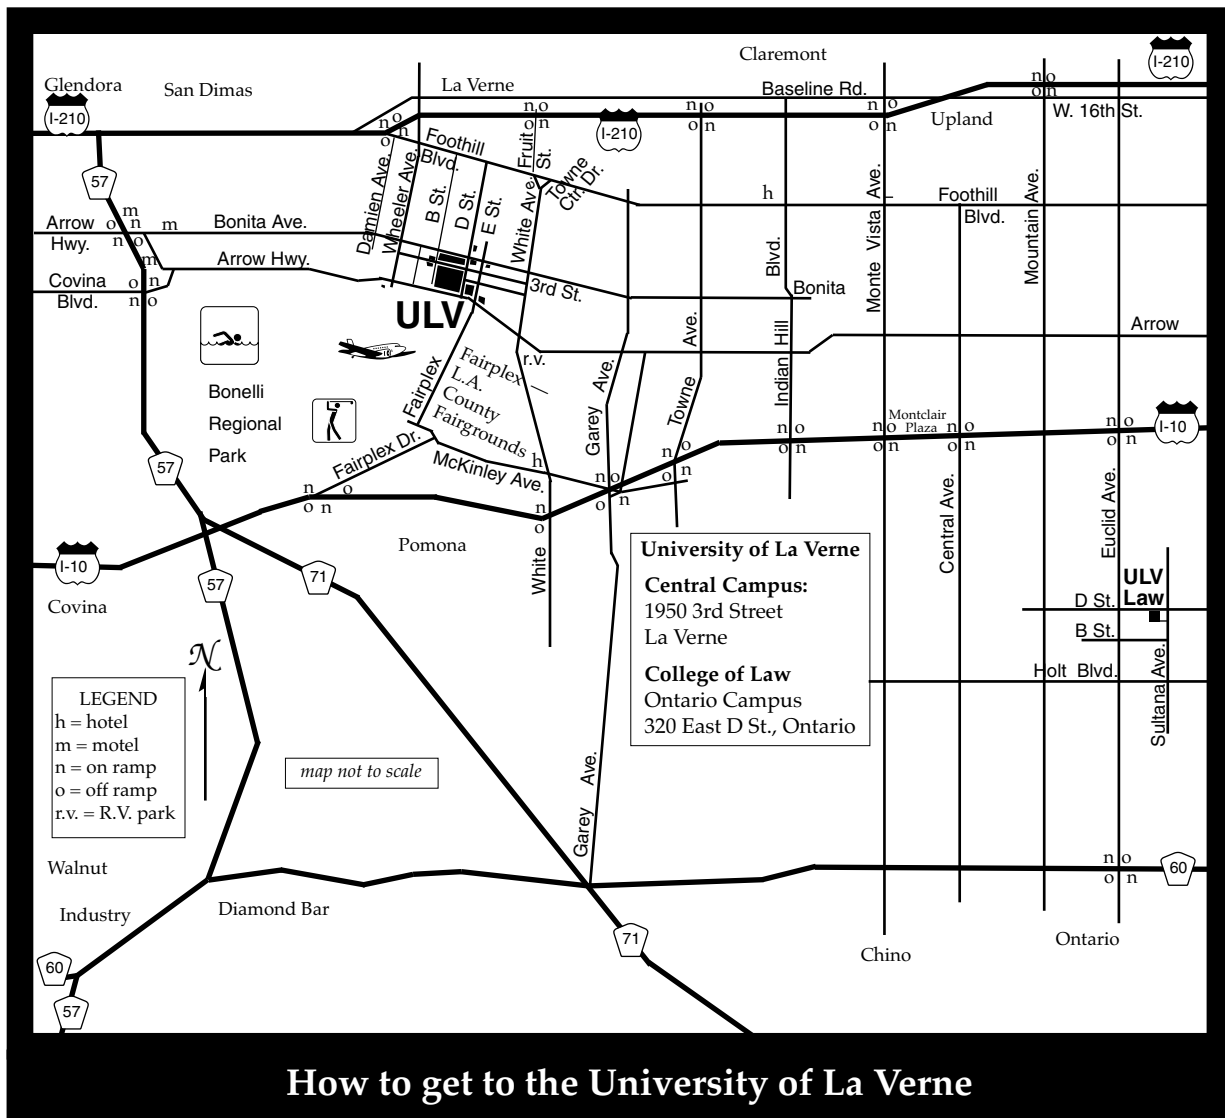 Claremont
I-210
Glendora
San Dimas
La Verne
Baseline Rd.
n o
o n
W. 16th St.
I-210
n o
o n
n o
o n
I-210
n o
o n
n o
o n
Upland
Foothill
Blvd.
Fruit
St.
Towne
Ctr. Dr.
57
Damien Ave.
Wheeler Ave.
B St.
D St.
E St.
White Ave.
h
Monte Vista Ave.
Foothill
Blvd.
Mountain Ave.
m
Arrow
Hwy.
o n
n o
m
Bonita Ave.
m
Arrow Hwy.
Covina
Blvd.
o n
n o
3rd St.
Blvd.
Bonita
ULV
Arrow
r.v.
Ave.
Indian Hill
Fairplex
Fairplex —
L.A.
County
Fairgrounds
h
Garey Ave.
Towne
Bonelli
Regional
Park
Montclair
Plaza
I-10
n o
o n
n o
o n
n o
o n
n o
o n
Fairplex Dr.
McKinley Ave.
57
n o
o n
n
o
n o
o n
n o
o n
Pomona
White
Central Ave.
Euclid Ave.
I-10
Covina
57
71
University of La Verne
Central Campus:
1950 3rd Street
La Verne
College of Law
Ontario Campus
320 East D St., Ontario
ULV
Law
D St.
B St.
Holt Blvd.
Sultana Ave.
N
LEGEND
h = hotel
m = motel
n = on ramp
o = off ramp
r.v. = R.V. park
map not to scale
Garey Ave.
n o
o n
60
Walnut
Industry
Diamond Bar
71
Chino
Ontario
60
57
How to get to the University of La Verne